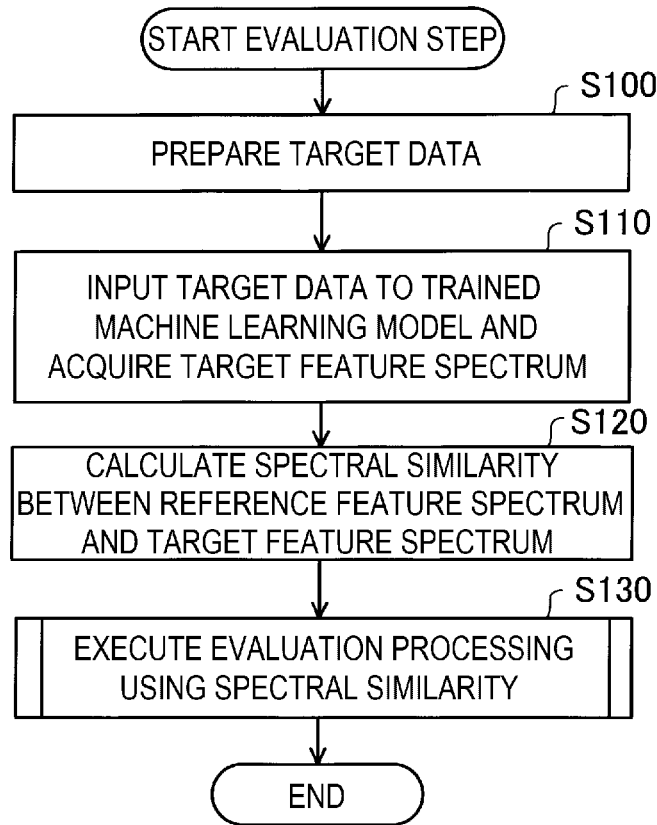 START EVALUATION STEP
S100
PREPARE TARGET DATA
S110
INPUT TARGET DATA TO TRAINED
MACHINE LEARNING MODEL AND
ACQUIRE TARGET FEATURE SPECTRUM
S120
CALCULATE SPECTRAL SIMILARITY
BETWEEN REFERENCE FEATURE SPECTRUM
AND TARGET FEATURE SPECTRUM
S130
EXECUTE EVALUATION PROCESSING
USING SPECTRAL SIMILARITY
END